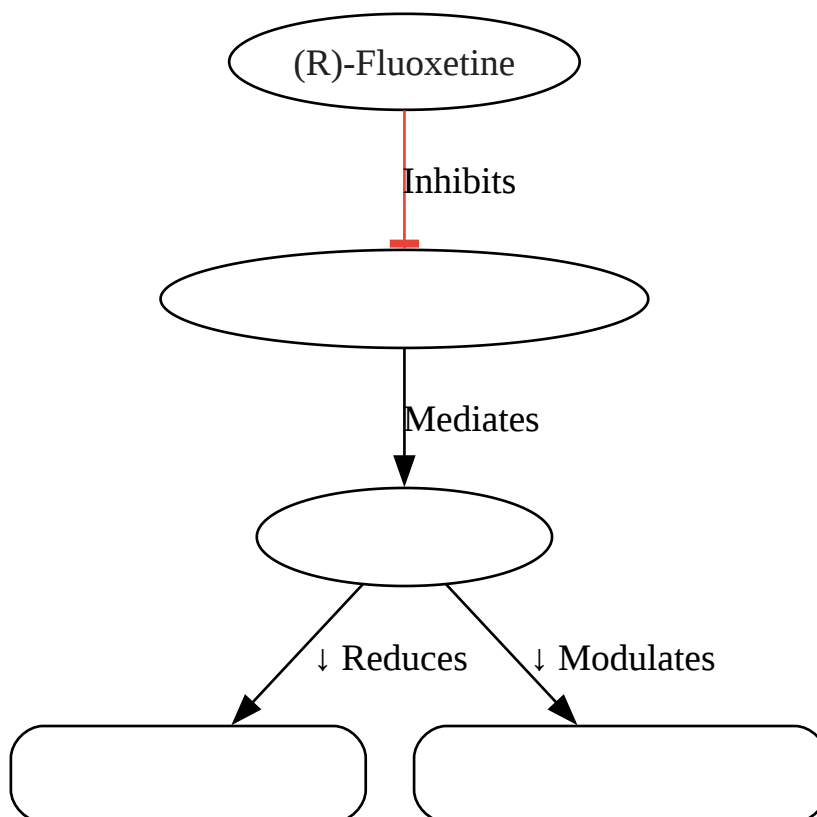 (R)-Fluoxetine
Inhibits
Mediates
↓ Reduces
↓ Modulates